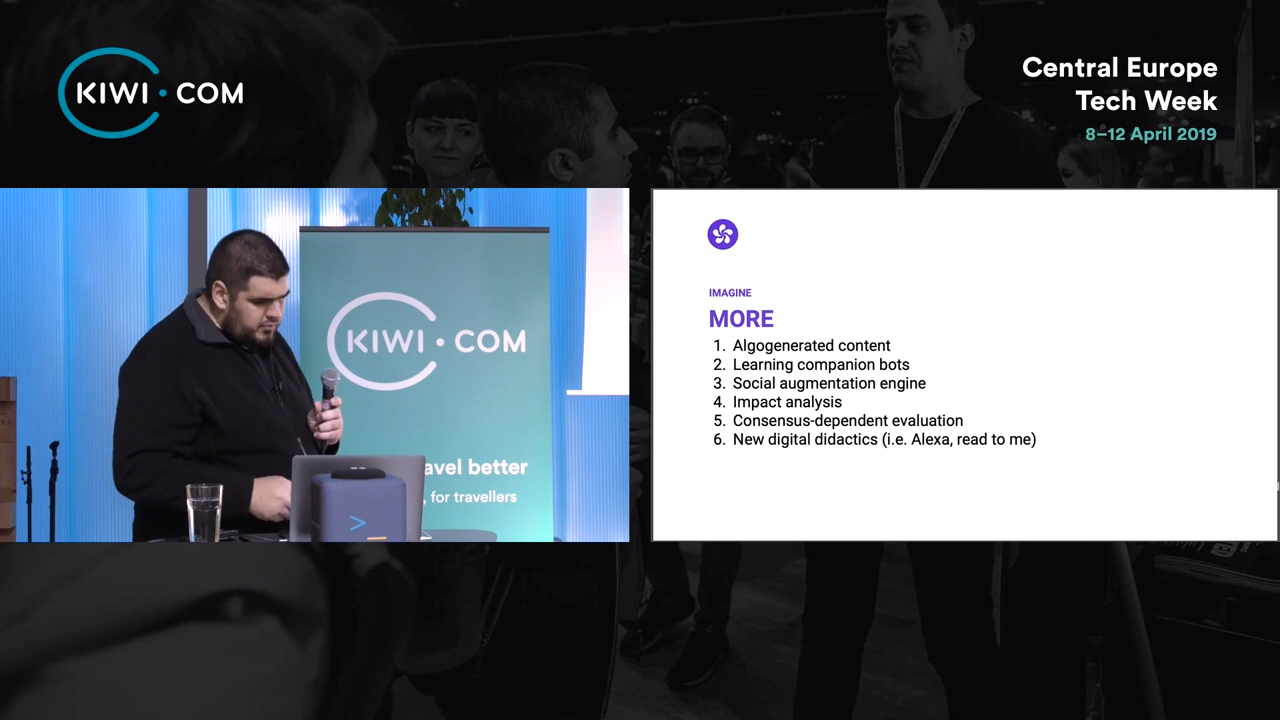 KIWI·COM
Central Europe
Tech Week
8–12 April 2019
KIWI·COM
avel better
, for travellers
>_
IMAGINE
MORE
1. Algogenerated content
2. Learning companion bots
3. Social augmentation engine
4. Impact analysis
5. Consensus-dependent evaluation
6. New digital didactics (i.e. Alexa, read to me)